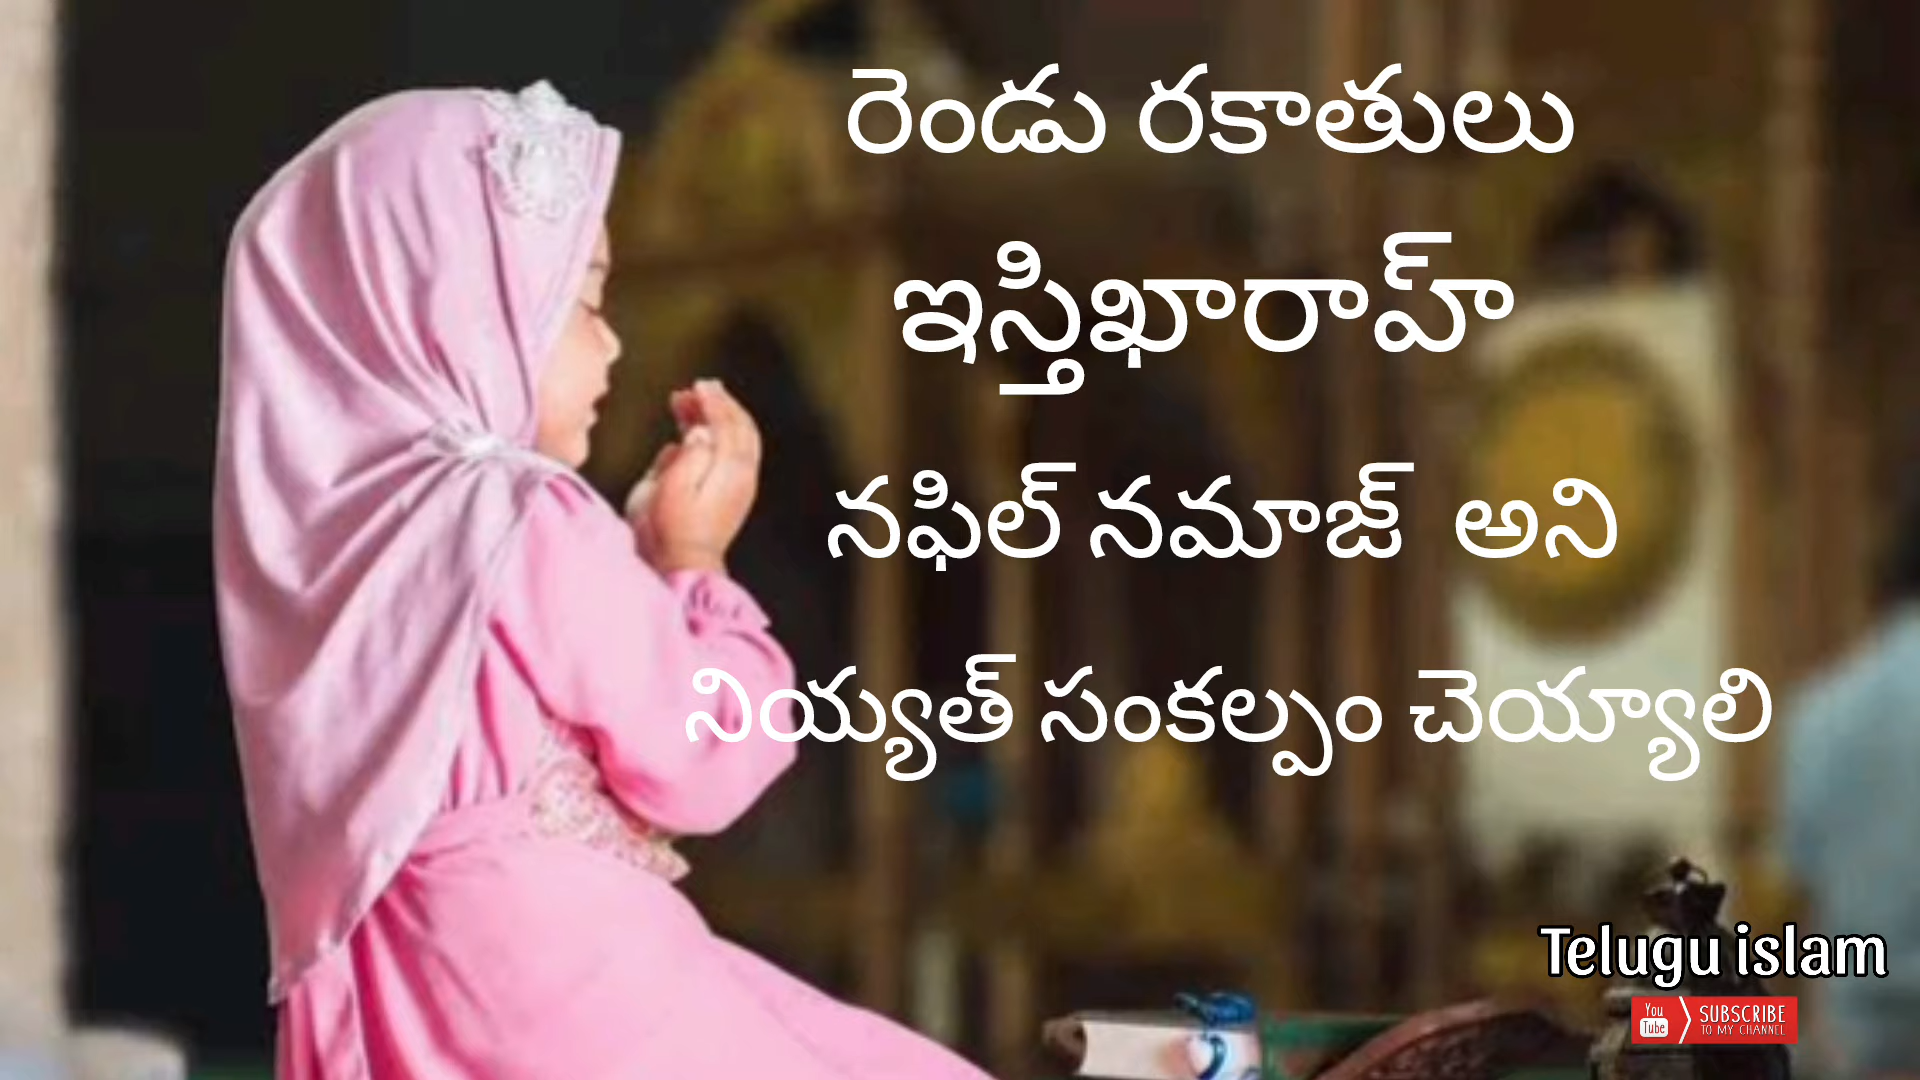 రెండు రకాతులు
ఇస్తిఖారాహ్
నఫిల్ నమాజ్ అని
నియ్యత్ సంకల్పం చెయ్యాలి
Telugu islam
You Tube SUBSCRIBE
TO MY CHANNEL